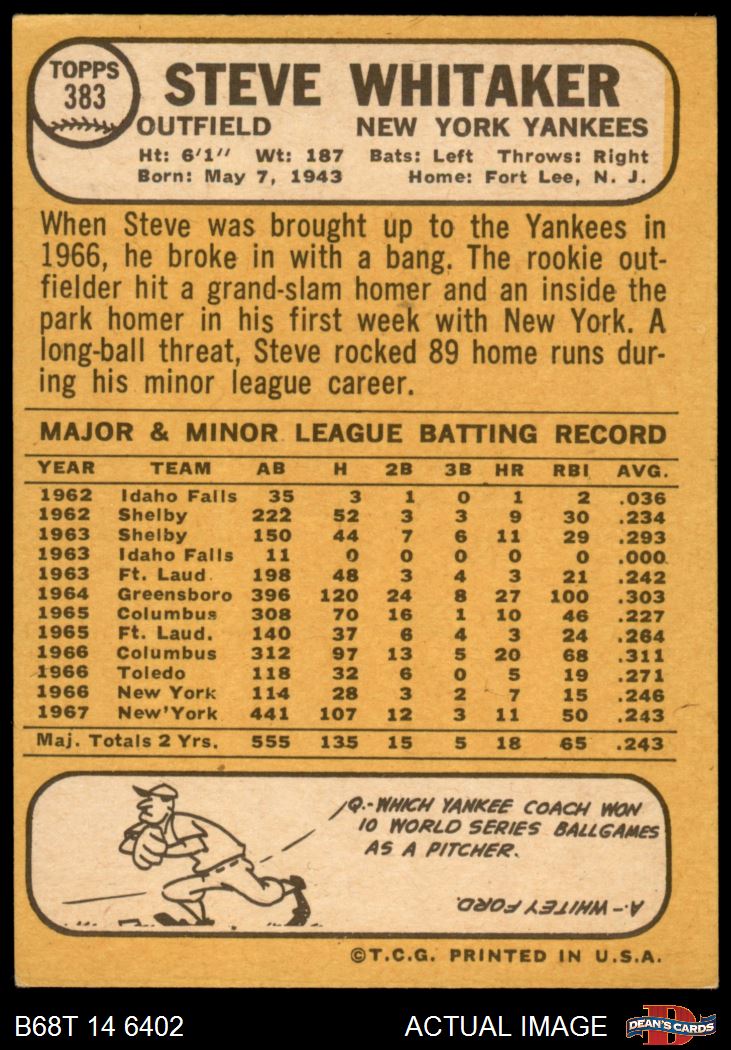 TOPPS
383
STEVE WHITAKER
OUTFIELD NEW YORK YANKEES
Ht: 6'1" Wt: 187 Bats: Left Throws: Right
Born: May 7, 1943 Home: Fort Lee, N. J.
When Steve was brought up to the Yankees in
1966, he broke in with a bang. The rookie out-
fielder hit a grand-slam homer and an inside the
park homer in his first week with New York. A
long-ball threat, Steve rocked 89 home runs dur-
ing his minor league career.
MAJOR & MINOR LEAGUE BATTING RECORD
YEAR TEAM AB H 2B 3B HR RBI AVG.
1962 Idaho Falls 35 3 1 0 1 2 .036
1962 Shelby 222 52 3 3 9 30 .234
1963 Shelby 150 44 7 6 11 29 .293
1963 Idaho Falls 11 0 0 0 0 0 .000
1963 Ft. Laud. 198 48 3 4 3 21 .242
1964 Greensboro 396 120 24 8 27 100 .303
1965 Columbus 308 70 16 1 10 46 .227
1965 Ft. Laud. 140 37 6 4 3 24 .264
1966 Columbus 312 97 13 5 20 68 .311
1966 Toledo 118 32 6 0 5 19 .271
1966 New York 114 28 3 2 7 15 .246
1967 New York 441 107 12 3 11 50 .243
Maj. Totals 2 Yrs. 555 135 15 5 18 65 .243
Q.-WHICH YANKEE COACH WON
10 WORLD SERIES BALLGAMES
AS A PITCHER.
A-WHITEY FORD.
©T.C.G. PRINTED IN U.S.A.
B68T 14 6402 ACTUAL IMAGE
D
DEAN'S CARDS